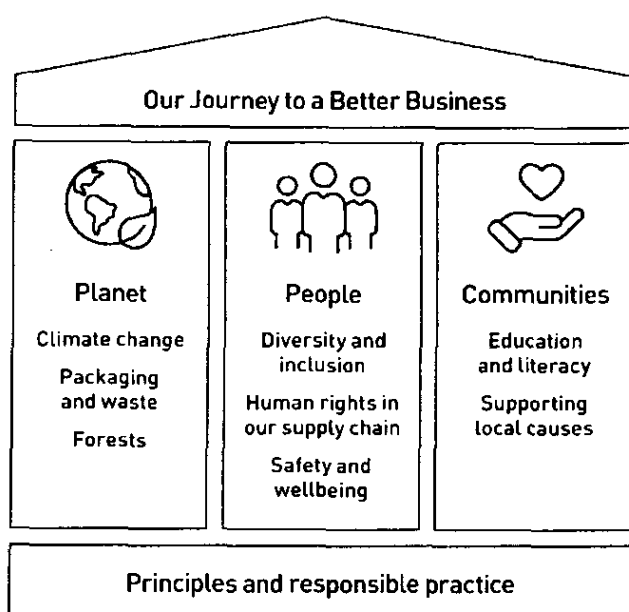 Our Journey to a Better Business
Planet
Climate change
Packaging
and waste
Forests
People
Diversity and
inclusion
Human rights in
our supply chain
Safety and
wellbeing
Communities
Education
and literacy
Supporting
local causes
Principles and responsible practice